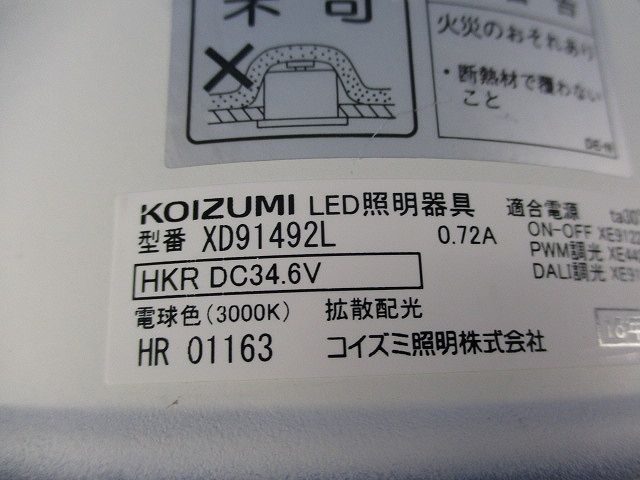 不可
火災のおそれあり
・断熱材で覆わない
こと
KOIZUMI LED照明器具
型番 XD91492L 0.72A
HKR DC34.6V
電球色(3000K) 拡散配光
HR 01163 コイズミ照明株式会社
適合電源
ON-OFF
PWM調光
DALI調光